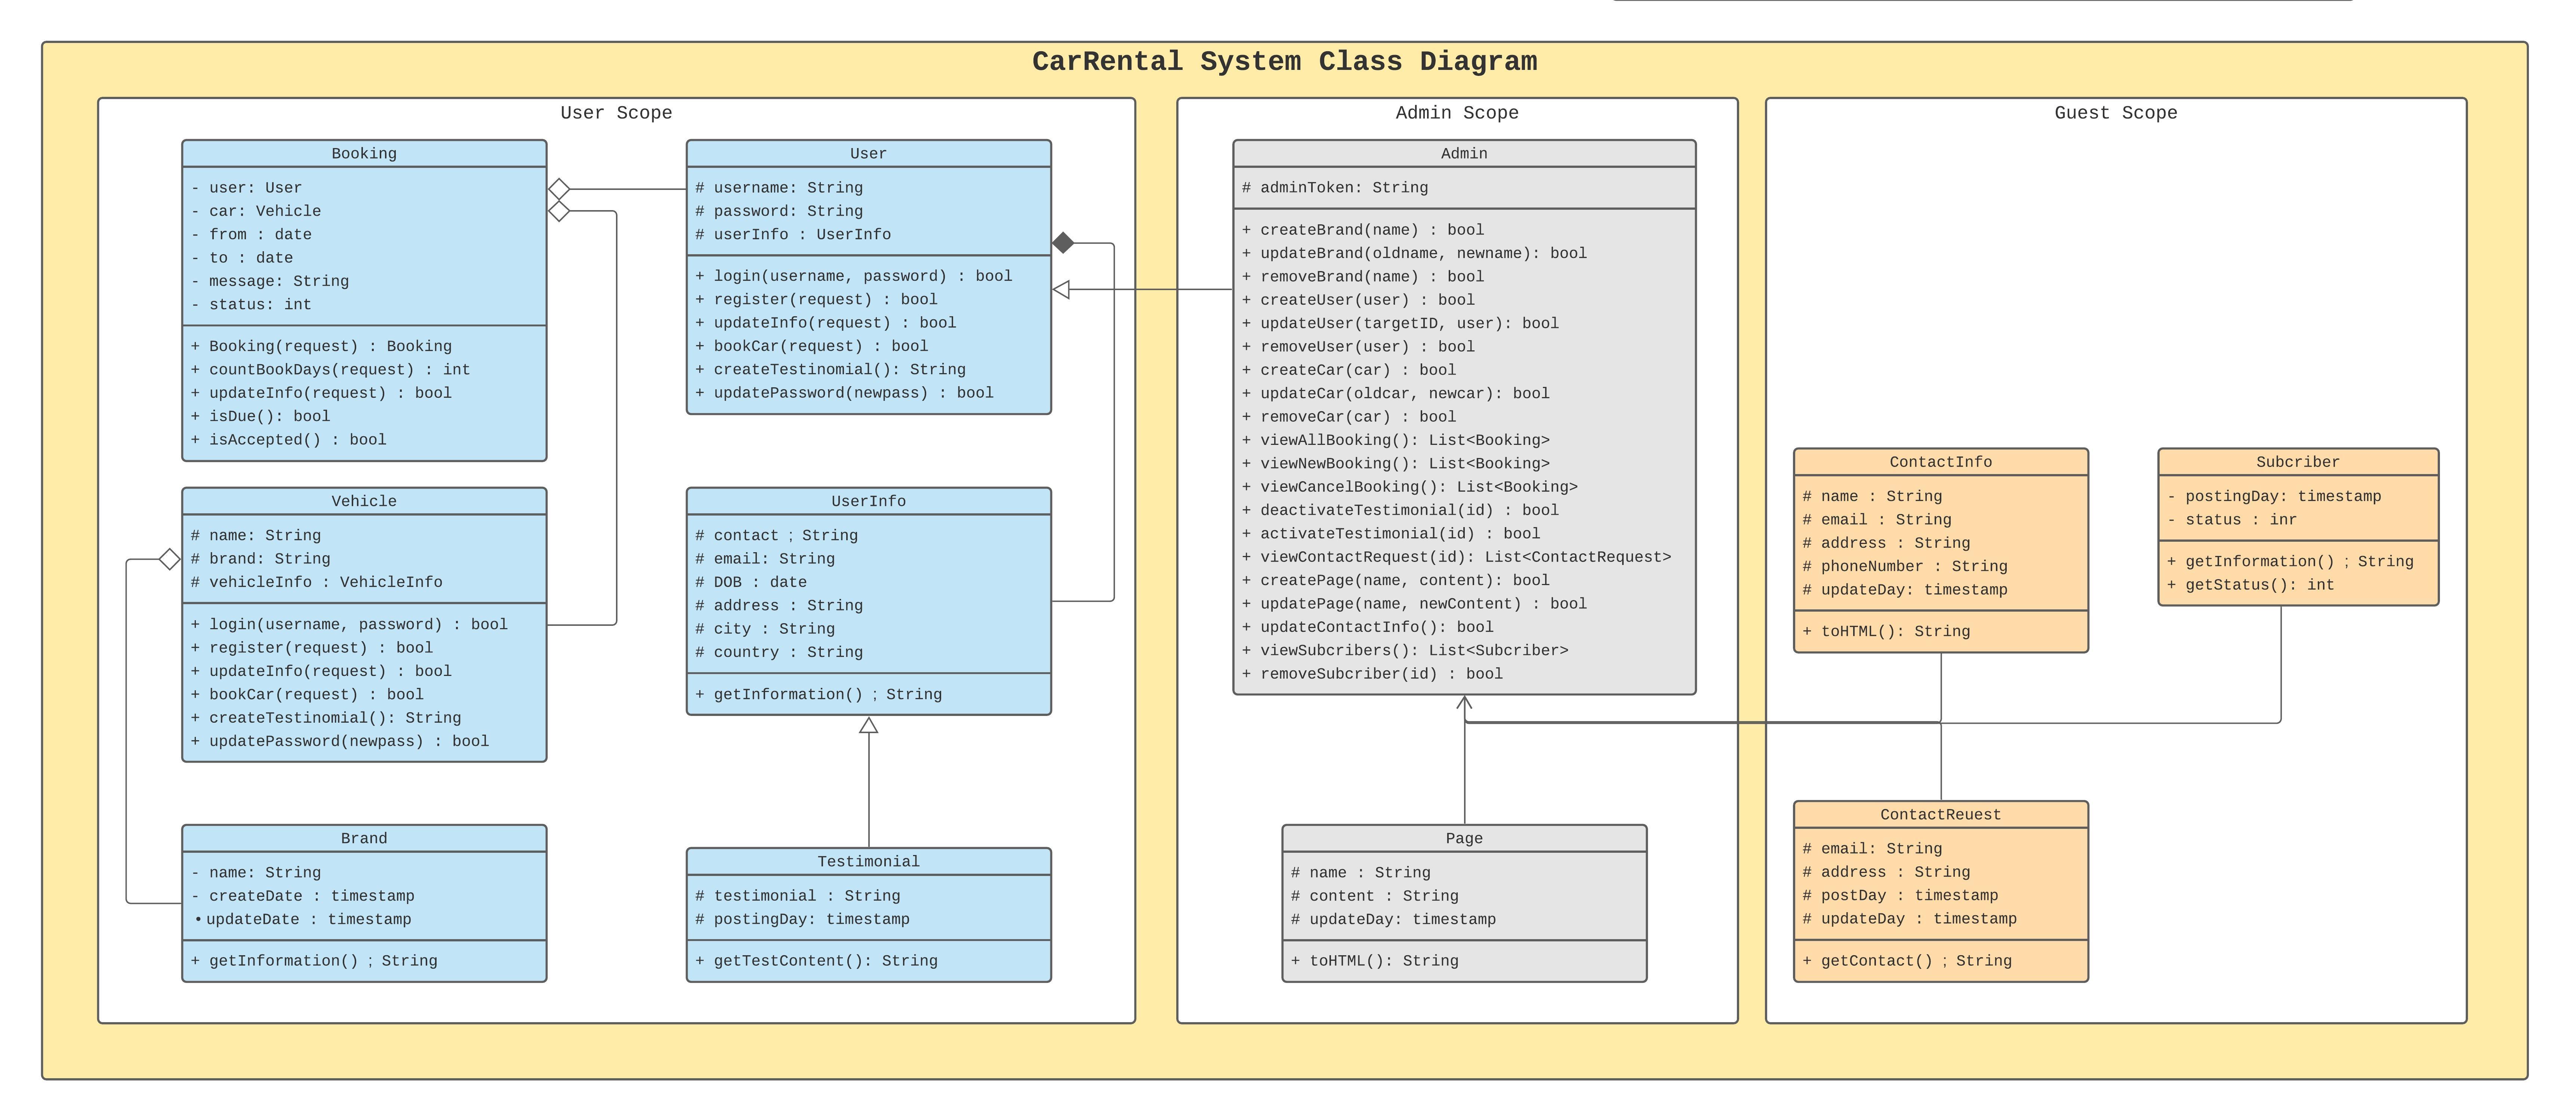 CarRental System Class Diagram
User Scope
Booking
- user: User
- car: Vehicle
- from : date
- to : date
- message: String
- status: int
+ Booking(request) : Booking
+ countBookDays(request) : int
+ updateInfo(request) : bool
+ isDue(): bool
+ isAccepted() : bool
User
# username: String
# password: String
# userInfo : UserInfo
+ login(username, password) : bool
+ register(request) : bool
+ updateInfo(request) : bool
+ bookCar(request) : bool
+ createTestinomial(): String
+ updatePassword(newpass) : bool
Vehicle
# name: String
# brand: String
# vehicleInfo : VehicleInfo
+ login(username, password) : bool
+ register(request) : bool
+ updateInfo(request) : bool
+ bookCar(request) : bool
+ createTestinomial(): String
+ updatePassword(newpass) : bool
UserInfo
# contact ; String
# email: String
# DOB : date
# address : String
# city : String
# country : String
+ getInformation() ; String
Brand
- name: String
- createDate : timestamp
• updateDate : timestamp
+ getInformation() ; String
Testimonial
# testimonial : String
# postingDay: timestamp
+ getTestContent(): String
Admin Scope
Admin
# adminToken: String
+ createBrand(name) : bool
+ updateBrand(oldname, newname): bool
+ removeBrand(name) : bool
+ createUser(user) : bool
+ updateUser(targetID, user): bool
+ removeUser(user) : bool
+ createCar(car) : bool
+ updateCar(oldcar, newcar): bool
+ removeCar(car) : bool
+ viewAllBooking(): List<Booking>
+ viewNewBooking(): List<Booking>
+ viewCancelBooking(): List<Booking>
+ deactivateTestimonial(id) : bool
+ activateTestimonial(id) : bool
+ viewContactRequest(id): List<ContactRequest>
+ createPage(name, content): bool
+ updatePage(name, newContent) : bool
+ updateContactInfo(): bool
+ viewSubcribers(): List<Subcriber>
+ removeSubcriber(id) : bool
Page
# name : String
# content : String
# updateDay: timestamp
+ toHTML(): String
Guest Scope
ContactInfo
# name : String
# email : String
# address : String
# phoneNumber : String
# updateDay: timestamp
+ toHTML(): String
Subcriber
- postingDay: timestamp
- status : inr
+ getInformation() ; String
+ getStatus(): int
ContactReuest
# email: String
# address : String
# postDay : timestamp
# updateDay : timestamp
+ getContact() ; String